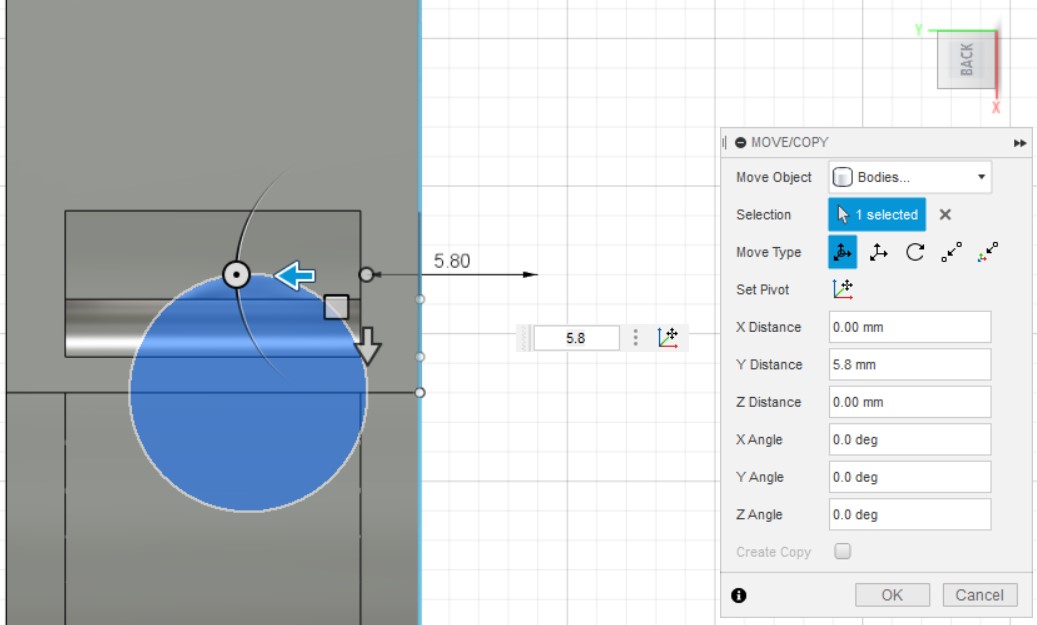 Y
BACK
X
MOVE/COPY
Move Object Bodies...
Selection 1 selected
Move Type
5.80
Set Pivot
5.8
X Distance 0.00 mm
Y Distance 5.8 mm
Z Distance 0.00 mm
X Angle 0.0 deg
Y Angle 0.0 deg
Z Angle 0.0 deg
Create Copy
OK Cancel